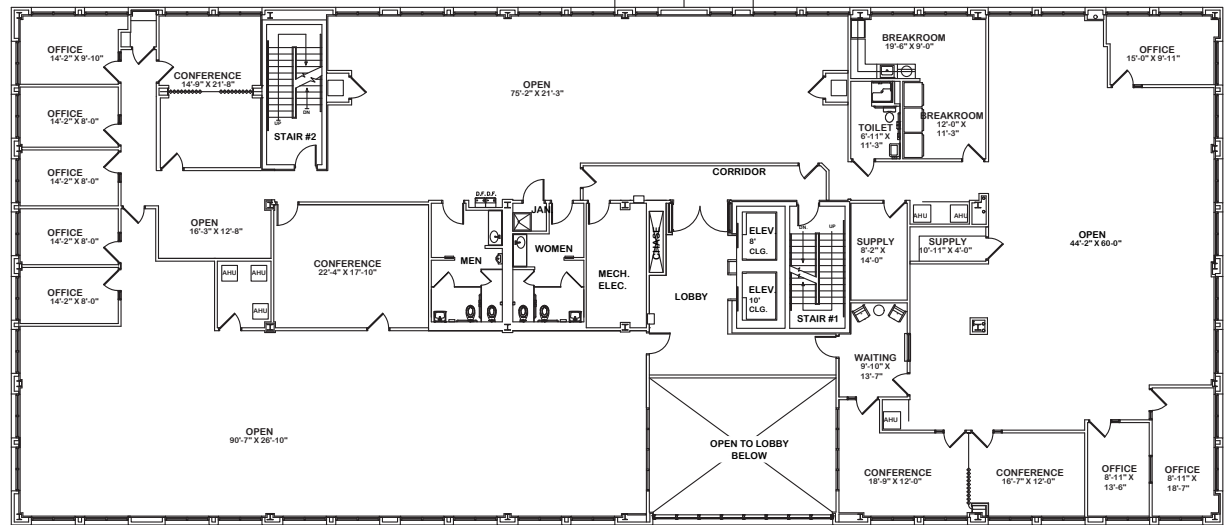 OFFICE
14'-2" X 9'-10"
CONFERENCE
14'-9" X 21'-8"
OFFICE
14'-2" X 8'-0"
OFFICE
14'-2" X 8'-0"
OFFICE
14'-2" X 8'-0"
OFFICE
14'-2" X 8'-0"
DN
UP
STAIR #2
OPEN
75'-2" X 21'-3"
BREAKROOM
19'-6" X 9'-0"
TOILET
6'-11" X
11'-3"
BREAKROOM
12'-0" X
11'-3"
OFFICE
15'-0" X 9'-11"
CORRIDOR
OPEN
16'-3" X 12'-8"
AHU
AHU
AHU
CONFERENCE
22'-4" X 17'-10"
D.F. D.F.
MEN
JAN
WOMEN
MECH.
ELEC.
CHASE
LOBBY
ELEV.
8'
CLG.
ELEV.
10'
CLG.
DN.
UP
STAIR #1
SUPPLY
8'-2" X
14'-0"
AHU
AHU
SUPPLY
10'-11" X 4'-0"
OPEN
44'-2" X 60'-0"
WAITING
9'-10" X
13'-7"
AHU
OPEN
90'-7" X 26'-10"
OPEN TO LOBBY
BELOW
CONFERENCE
18'-9" X 12'-0"
CONFERENCE
16'-7" X 12'-0"
OFFICE
8'-11" X
13'-6"
OFFICE
8'-11" X
18'-7"